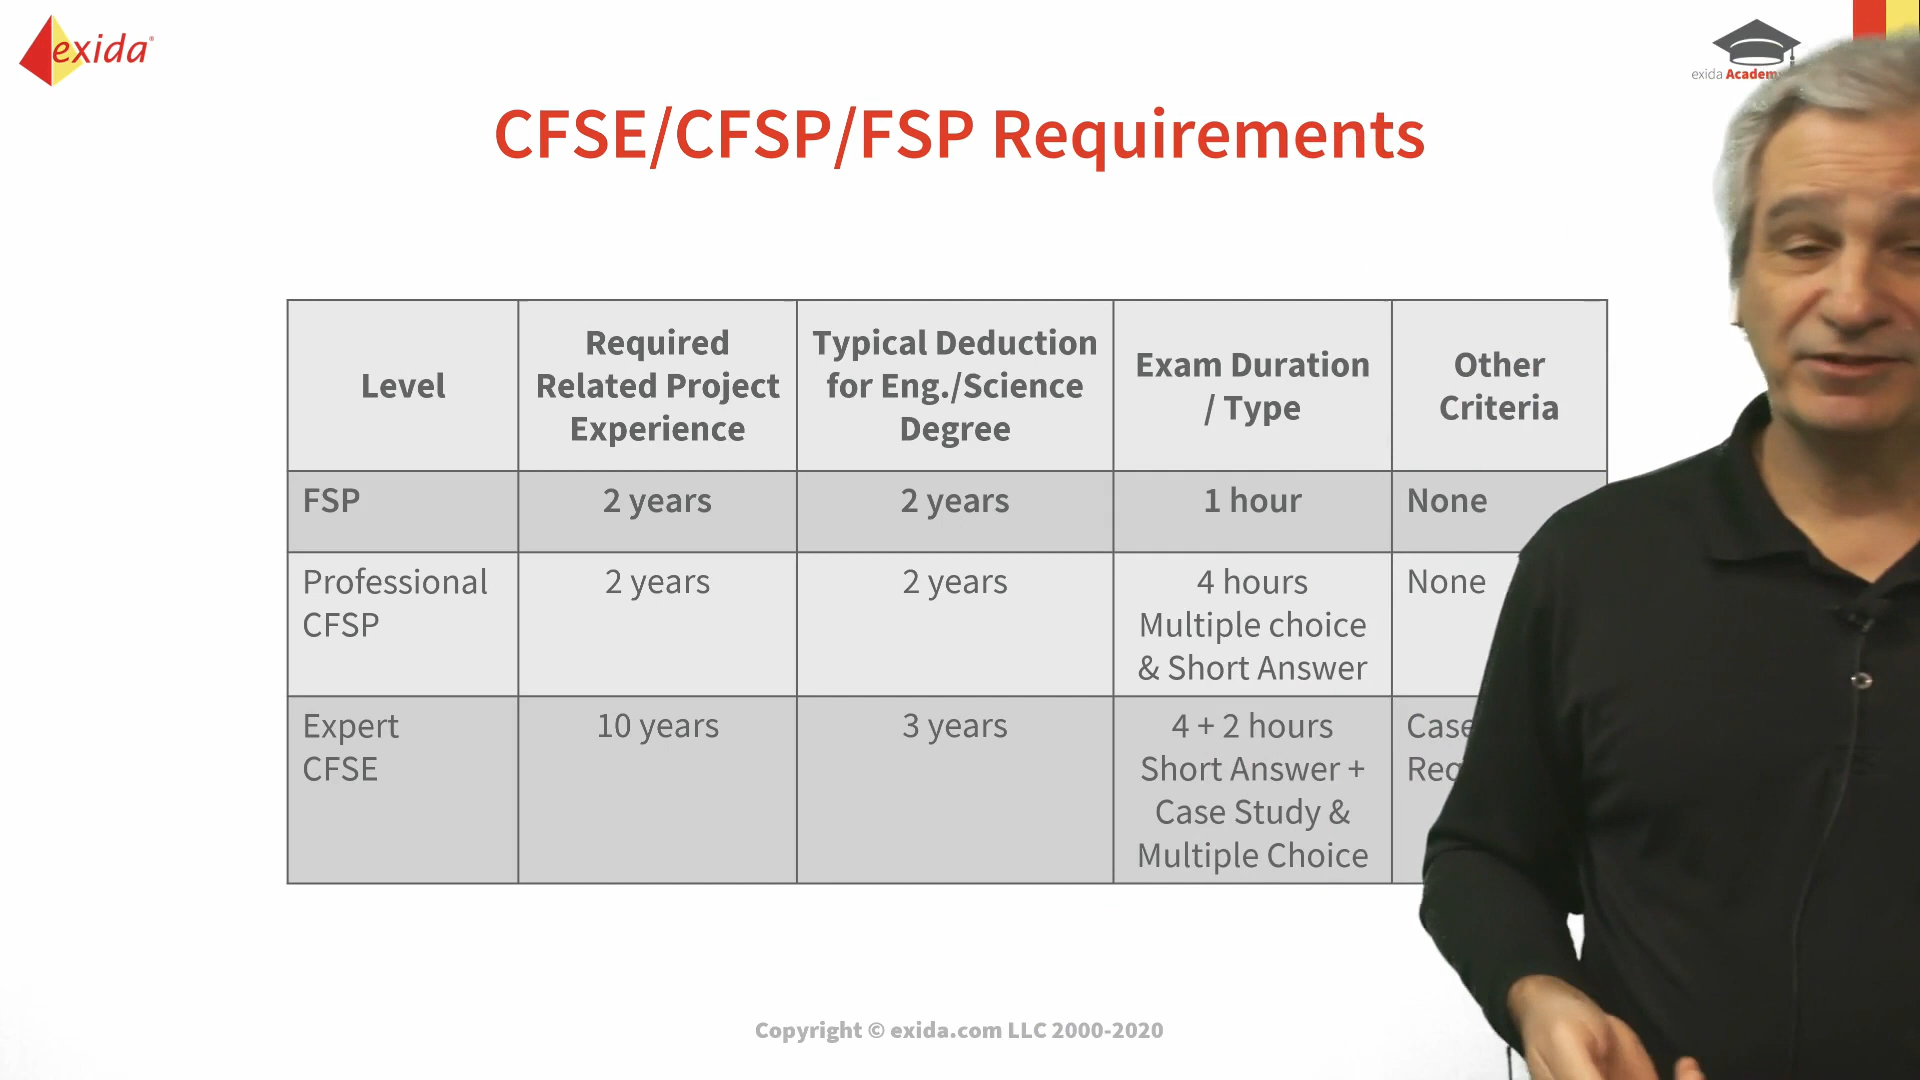 exida
exida Academ
CFSE/CFSP/FSP Requirements
Level
Required
Related Project
Experience
Typical Deduction
for Eng./Science
Degree
Exam Duration
/ Type
Other
Criteria
FSP
2 years
2 years
1 hour
None
Professional
CFSP
2 years
2 years
4 hours
Multiple choice
& Short Answer
None
Expert
CFSE
10 years
3 years
4 + 2 hours
Short Answer +
Case Study &
Multiple Choice
Case
Copyright © exida.com LLC 2000-2020